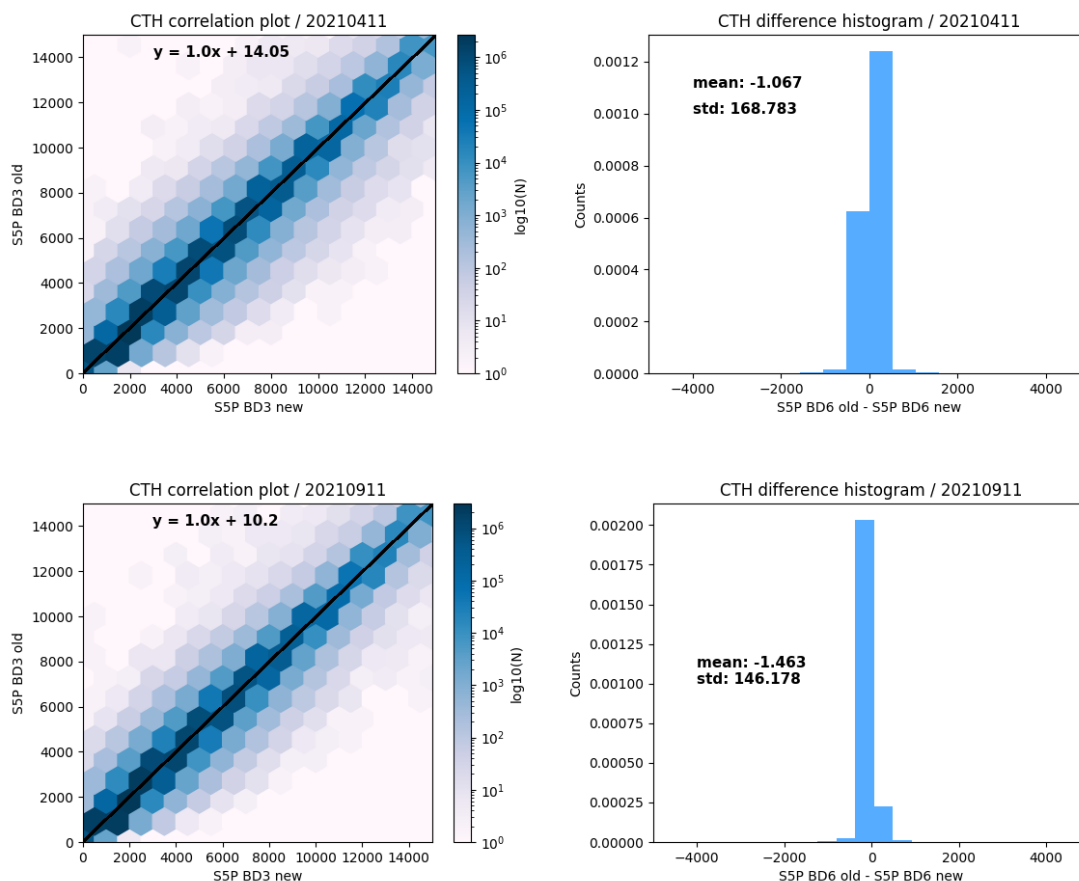 CTH correlation plot / 20210411
y = 1.0x + 14.05
14000
12000
10000
8000
6000
4000
2000
0
S5P BD3 old
0 2000 4000 6000 8000 10000 12000 14000
S5P BD3 new
10^6
10^5
10^4
10^3
10^2
10^1
10^0
log10(N)
CTH difference histogram / 20210411
mean: -1.067
std: 168.783
0.0012
0.0010
0.0008
0.0006
0.0004
0.0002
0.0000
Counts
−4000 −2000 0 2000 4000
S5P BD6 old - S5P BD6 new
CTH correlation plot / 20210911
y = 1.0x + 10.2
14000
12000
10000
8000
6000
4000
2000
0
S5P BD3 old
0 2000 4000 6000 8000 10000 12000 14000
S5P BD3 new
10^6
10^5
10^4
10^3
10^2
10^1
10^0
log10(N)
CTH difference histogram / 20210911
mean: -1.463
std: 146.178
0.00200
0.00175
0.00150
0.00125
0.00100
0.00075
0.00050
0.00025
0.00000
Counts
−4000 −2000 0 2000 4000
S5P BD6 old - S5P BD6 new